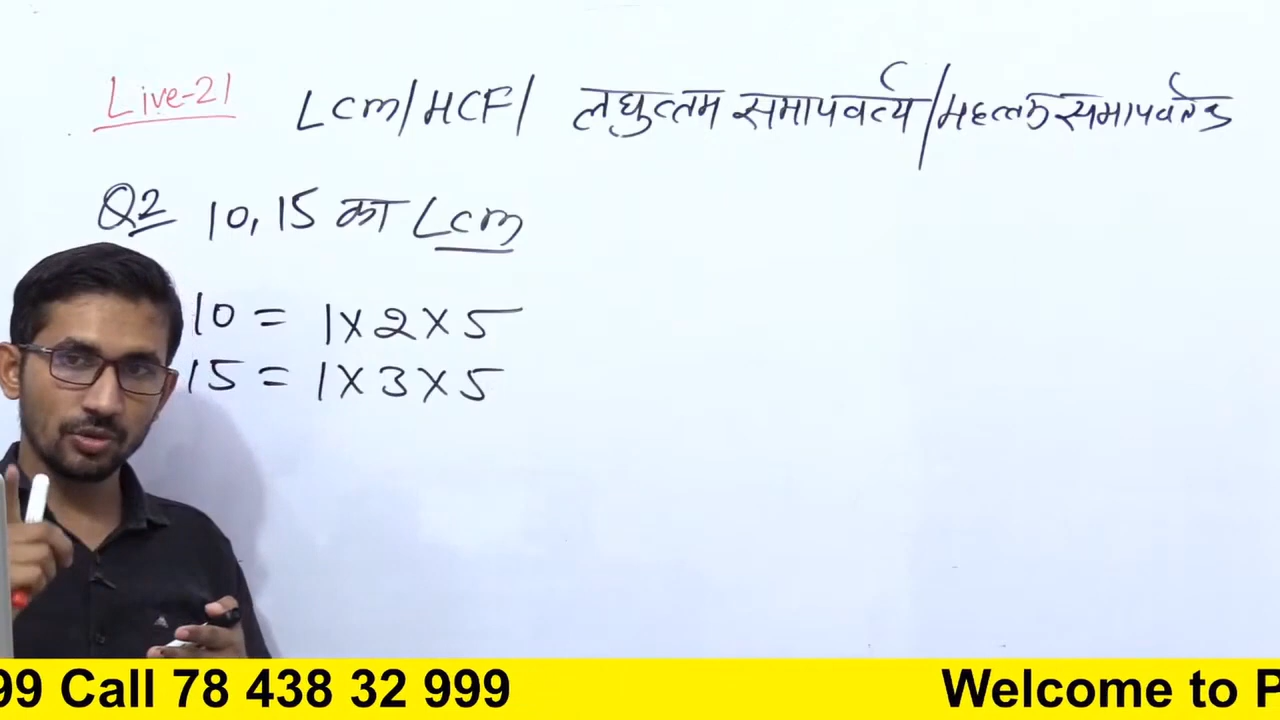 Live-21 Lcm/HCF/ लघुत्तम समापवर्त्य/महत्तम समापवर्तक
Q2 10, 15 का Lcm
10 = 1×2×5
15 = 1×3×5
99 Call 78 438 32 999 Welcome to P